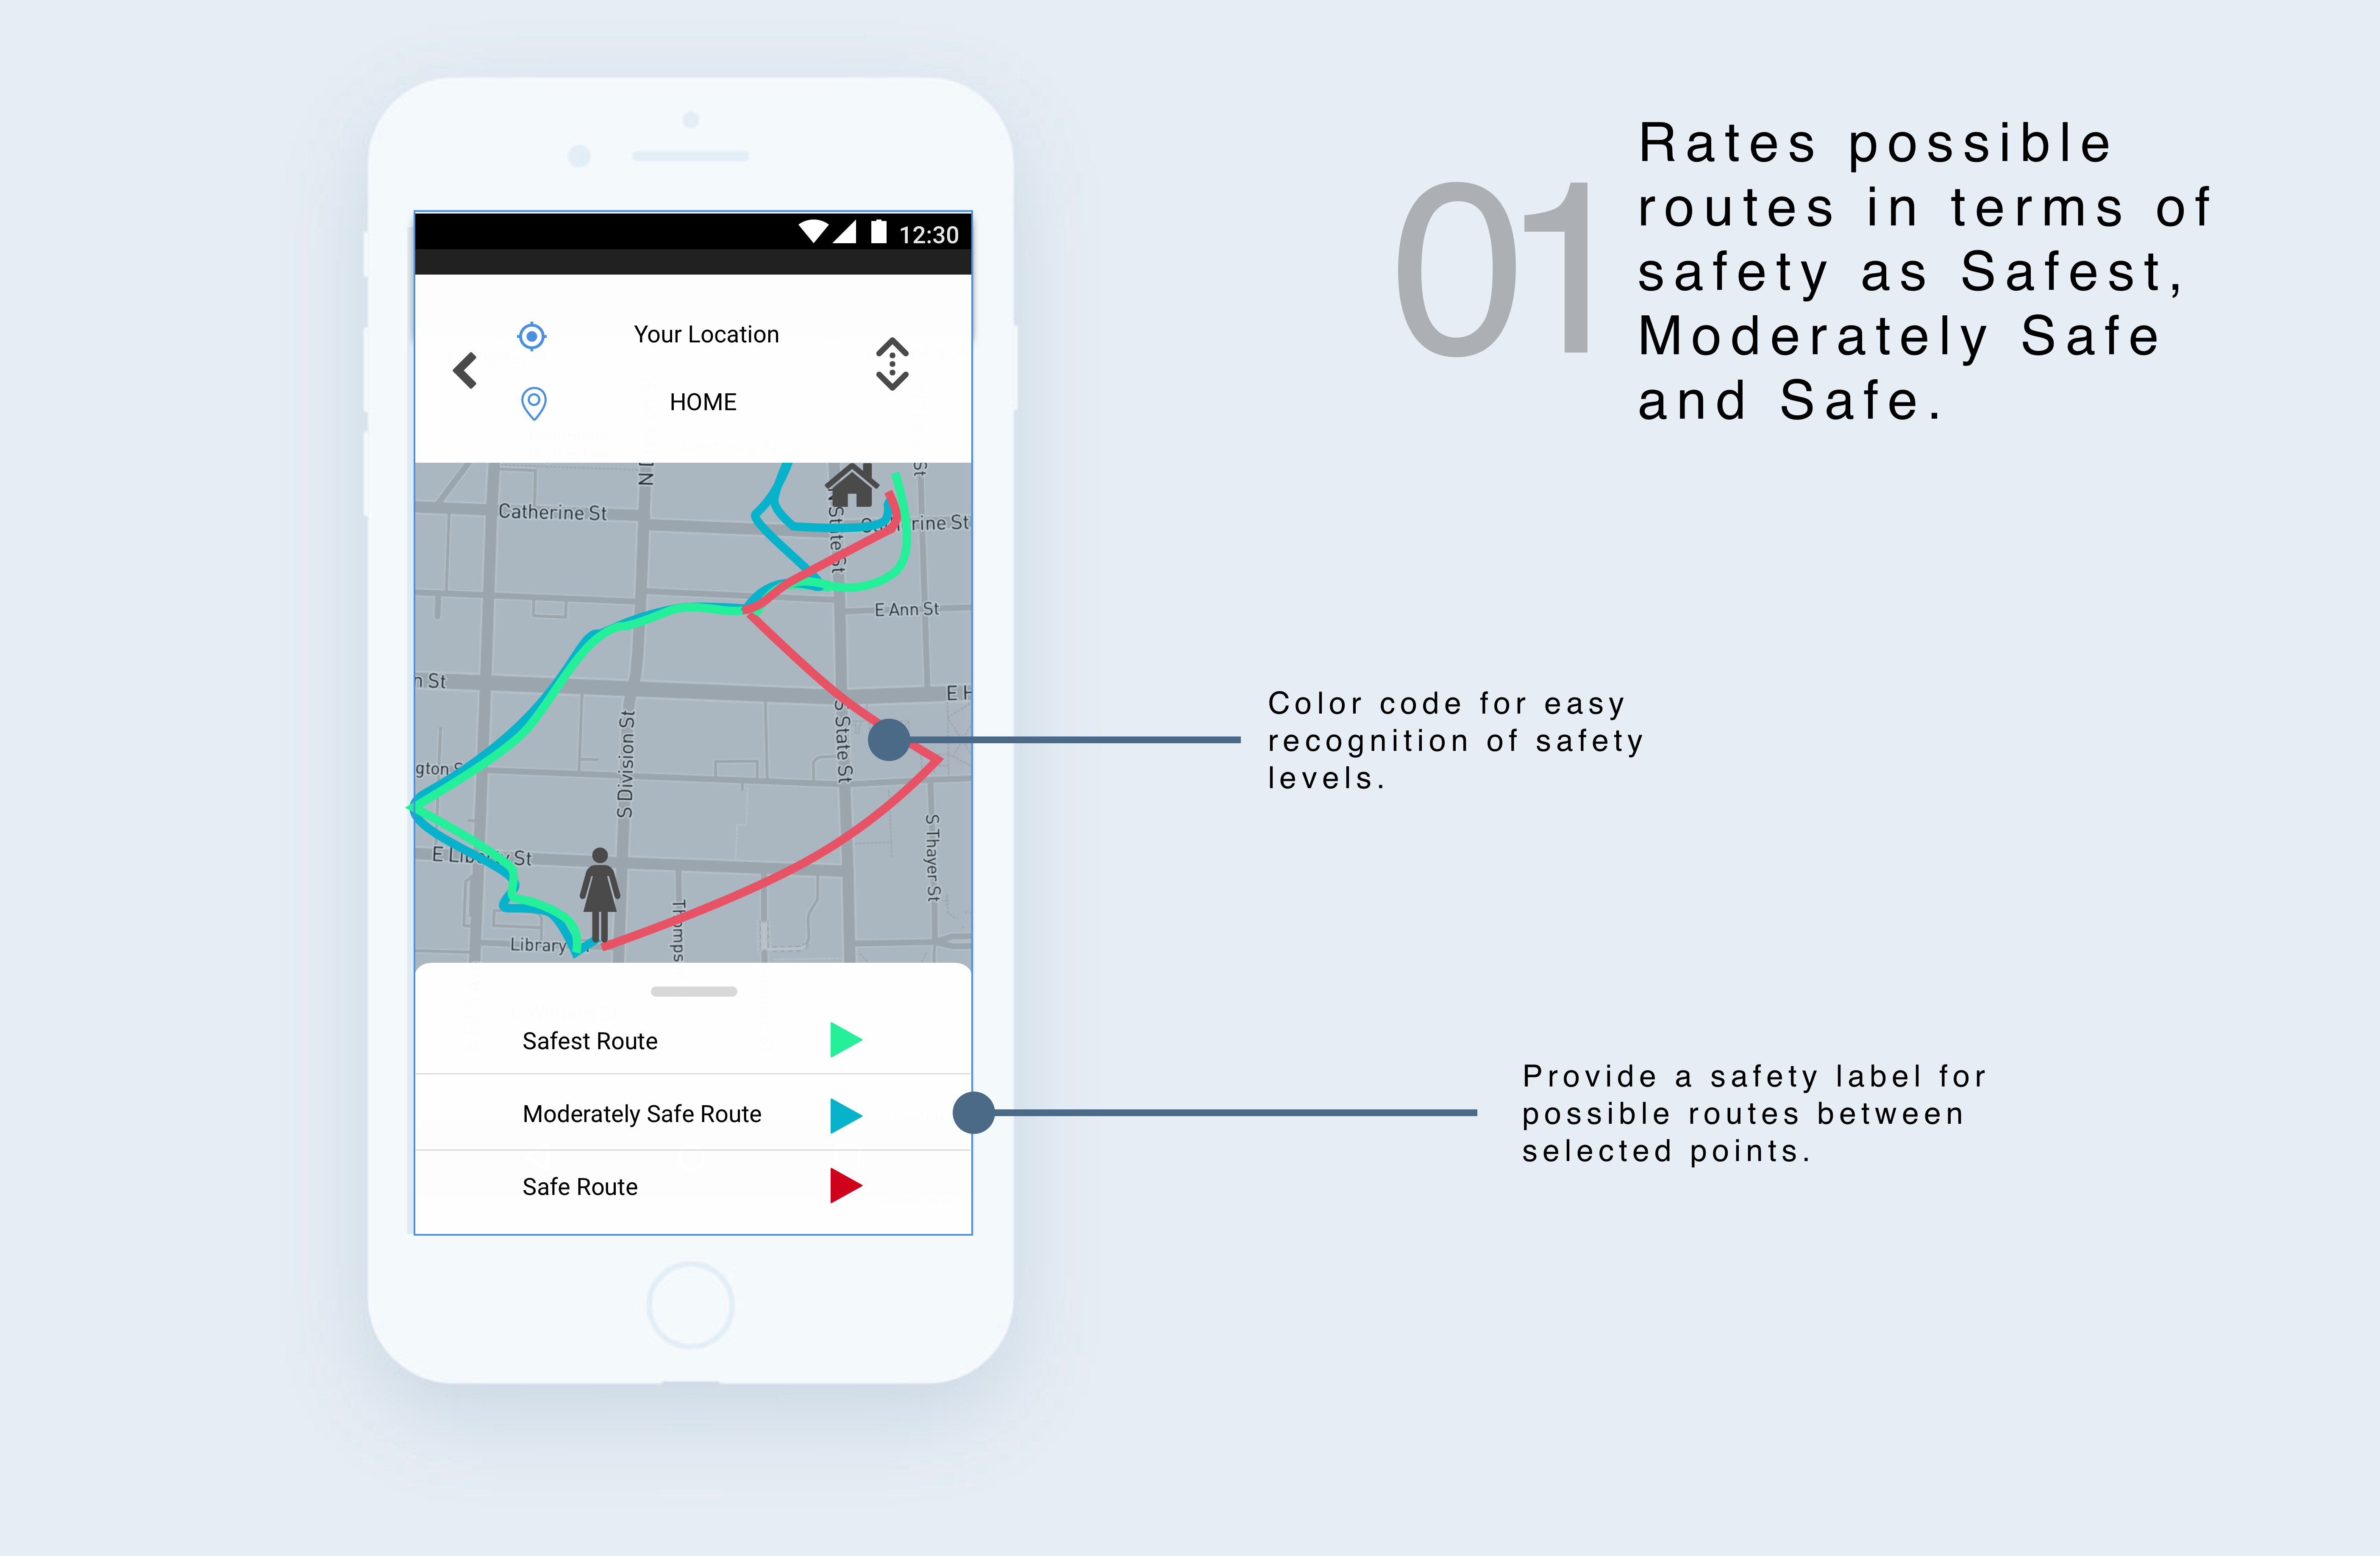 12:30
Your Location
HOME
St
N
Catherine St
N State St
Catherine St
E Ann St
n St
E H
S State St
S Division St
gton S
S Thayer St
E Liberty St
Thomps
Library
Safest Route
Moderately Safe Route
Safe Route
01
Rates possible
routes in terms of
safety as Safest,
Moderately Safe
and Safe.
Color code for easy
recognition of safety
levels.
Provide a safety label for
possible routes between
selected points.